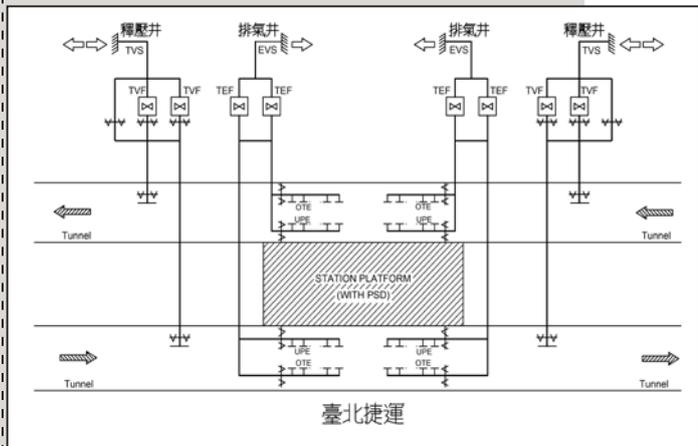 釋壓井 排氣井 排氣井 釋壓井
TVS EVS EVS TVS
TVF TVF TEF TEF TEF TEF TVF TVF
OTE OTE
UPE UPE
Tunnel Tunnel
STATION PLATFORM
(WITH PSD)
UPE UPE
OTE OTE
Tunnel Tunnel
臺北捷運